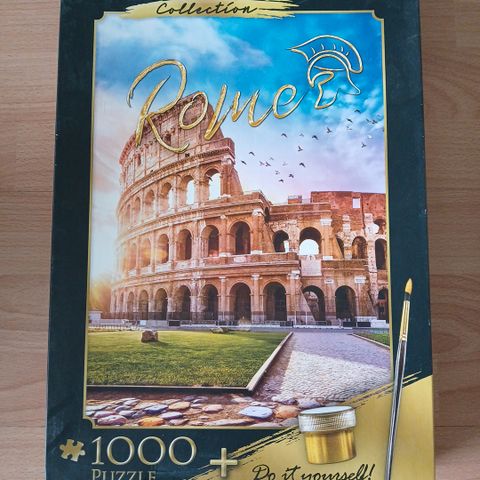 Collection
Rome
1000
PUZZLE
+
Do it yourself!